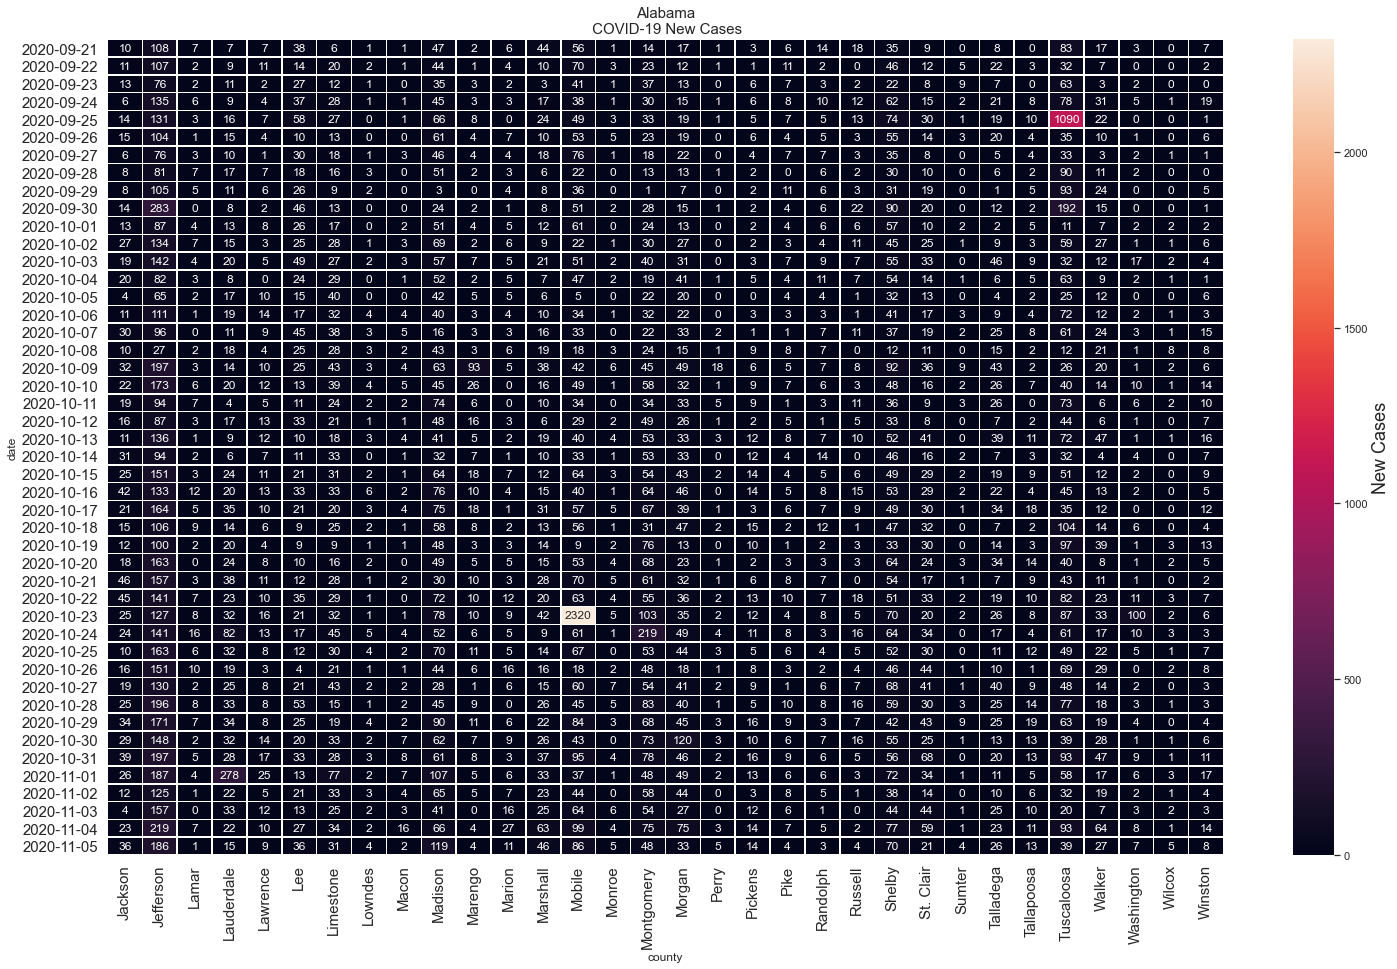 Alabama
COVID-19 New Cases
2020-09-21 10 108 7 7 7 38 6 1 1 47 2 6 44 56 1 14 17 1 3 6 14 18 35 9 0 8 0 83 17 3 0 7
2020-09-22 11 107 2 9 11 14 20 2 1 44 1 4 10 70 3 23 12 1 1 11 2 0 46 12 5 22 3 32 7 0 0 2
2020-09-23 13 76 2 11 2 27 12 1 0 35 3 2 3 41 1 37 13 0 6 7 3 2 22 8 9 7 0 63 3 2 0 0
2020-09-24 6 135 6 9 4 37 28 1 1 45 3 3 17 38 1 30 15 1 6 8 10 12 62 15 2 21 8 78 31 5 1 19
2020-09-25 14 131 3 16 7 58 27 0 1 66 8 0 24 49 3 33 19 1 5 7 5 13 74 30 1 19 10 1090 22 0 0 1
2020-09-26 15 104 1 15 4 10 13 0 0 61 4 7 10 53 5 23 19 0 6 4 5 3 55 14 3 20 4 35 10 1 0 6
2020-09-27 6 76 3 10 1 30 18 1 3 46 4 4 18 76 1 18 22 0 4 7 7 3 35 8 0 5 4 33 3 2 1 1
2020-09-28 8 81 7 17 7 18 16 3 0 51 2 3 6 22 0 13 13 1 2 0 6 2 30 10 0 6 2 90 11 2 0 0
2020-09-29 8 105 5 11 6 26 9 2 0 3 0 4 8 36 0 1 7 0 2 11 6 3 31 19 0 1 5 93 24 0 0 5
2020-09-30 14 283 0 8 2 46 13 0 0 24 2 1 8 51 2 28 15 1 2 4 6 22 90 20 0 12 2 192 15 0 0 1
2020-10-01 13 87 4 13 8 26 17 0 2 51 4 5 12 61 0 24 13 0 2 4 6 6 57 10 2 2 5 11 7 2 2 2
2020-10-02 27 134 7 15 3 25 28 1 3 69 2 6 9 22 1 30 27 0 2 3 4 11 45 25 1 9 3 59 27 1 1 6
2020-10-03 19 142 4 20 5 49 27 2 3 57 7 5 21 51 2 40 31 0 3 7 9 7 55 33 0 46 9 32 12 17 2 4
2020-10-04 20 82 3 8 0 24 29 0 1 52 2 5 7 47 2 19 41 1 5 4 11 7 54 14 1 6 5 63 9 2 1 1
2020-10-05 4 65 2 17 10 15 40 0 0 42 5 5 6 5 0 22 20 0 0 4 4 1 32 13 0 4 2 25 12 0 0 6
2020-10-06 11 111 1 19 14 17 32 4 4 40 3 4 10 34 1 32 22 0 3 3 3 1 41 17 3 9 4 72 12 2 1 3
2020-10-07 30 96 0 11 9 45 38 3 5 16 3 3 16 33 0 22 33 2 1 1 7 11 37 19 2 25 8 61 24 3 1 15
2020-10-08 10 27 2 18 4 25 28 3 2 43 3 6 19 18 3 24 15 1 9 8 7 0 12 11 0 15 2 12 21 1 8 8
2020-10-09 32 197 3 14 10 25 43 3 4 63 93 5 38 42 6 45 49 18 6 5 7 8 92 36 9 43 2 26 20 1 2 6
2020-10-10 22 173 6 20 12 13 39 4 5 45 26 0 16 49 1 58 32 1 9 7 6 3 48 16 2 26 7 40 14 10 1 14
2020-10-11 19 94 7 4 5 11 24 2 2 74 6 0 10 34 0 34 33 5 9 1 3 11 36 9 3 26 0 73 6 6 2 10
2020-10-12 16 87 3 17 13 33 21 1 1 48 16 3 6 29 2 49 26 1 2 5 1 5 33 8 0 7 2 44 6 1 0 7
2020-10-13 11 136 1 9 12 10 18 3 4 41 5 2 19 40 4 53 33 3 12 8 7 10 52 41 0 39 11 72 47 1 1 16
2020-10-14 31 94 2 6 7 11 33 0 1 32 7 1 10 33 1 53 33 0 12 4 14 0 46 16 2 7 3 32 4 4 0 7
2020-10-15 25 151 3 24 11 21 31 2 1 64 18 7 12 64 3 54 43 2 14 4 5 6 49 29 2 19 9 51 12 2 0 9
2020-10-16 42 133 12 20 13 33 33 6 2 76 10 4 15 40 1 64 46 0 14 5 8 15 53 29 2 22 4 45 13 2 0 5
2020-10-17 21 164 5 35 10 21 20 3 4 75 18 1 31 57 5 67 39 1 3 6 7 9 49 30 1 34 18 35 12 0 0 12
2020-10-18 15 106 9 14 6 9 25 2 1 58 8 2 13 56 1 31 47 2 15 2 12 1 47 32 0 7 2 104 14 6 0 4
2020-10-19 12 100 2 20 4 9 9 1 1 48 3 3 14 9 2 76 13 0 10 1 2 3 33 30 0 14 3 97 39 1 3 13
2020-10-20 18 163 0 24 8 10 16 2 0 49 5 5 15 53 4 68 23 1 2 3 3 3 64 24 3 34 14 40 8 1 2 5
2020-10-21 46 157 3 38 11 12 28 1 2 30 10 3 28 70 5 61 32 1 6 8 7 0 54 17 1 7 9 43 11 1 0 2
2020-10-22 45 141 7 23 10 35 29 1 0 72 10 12 20 63 4 55 36 2 13 10 7 18 51 33 2 19 10 82 23 11 3 7
2020-10-23 25 127 8 32 16 21 32 1 1 78 10 9 42 2320 5 103 35 2 12 4 8 5 70 20 2 26 8 87 33 100 2 6
2020-10-24 24 141 16 82 13 17 45 5 4 52 6 5 9 61 1 219 49 4 11 8 3 16 64 34 0 17 4 61 17 10 3 3
2020-10-25 10 163 6 32 8 12 30 4 2 70 11 5 14 67 0 53 44 3 5 6 4 5 52 30 0 11 12 49 22 5 1 7
2020-10-26 16 151 10 19 3 4 21 1 1 44 6 16 16 18 2 48 18 1 8 3 2 4 46 44 1 10 1 69 29 0 2 8
2020-10-27 19 130 2 25 8 21 43 2 2 28 1 6 15 60 7 54 41 2 9 1 6 7 68 41 1 40 9 48 14 2 0 3
2020-10-28 25 196 8 33 8 53 15 1 2 45 9 0 26 45 5 83 40 1 5 10 8 16 59 30 3 25 14 77 18 3 1 3
2020-10-29 34 171 7 34 8 25 19 4 2 90 11 6 22 84 3 68 45 3 16 9 3 7 42 43 9 25 19 63 19 4 0 4
2020-10-30 29 148 2 32 14 20 33 2 7 62 7 9 26 43 0 73 120 3 10 6 7 16 55 25 1 13 13 39 28 1 1 6
2020-10-31 39 197 5 28 17 33 28 3 8 61 8 3 37 95 4 78 46 2 16 9 6 5 56 68 0 20 13 93 47 9 1 11
2020-11-01 26 187 4 278 25 13 77 2 7 107 5 6 33 37 1 48 49 2 13 6 6 3 72 34 1 11 5 58 17 6 3 17
2020-11-02 12 125 1 22 5 21 33 3 4 65 5 7 23 44 0 58 44 0 3 8 5 1 38 14 0 10 6 32 19 2 1 4
2020-11-03 4 157 0 33 12 13 25 2 3 41 0 16 25 64 6 54 27 0 12 6 1 0 44 44 1 25 10 20 7 3 2 3
2020-11-04 23 219 7 22 10 27 34 2 16 66 4 27 63 99 4 75 75 3 14 7 5 2 77 59 1 23 11 93 64 8 1 14
2020-11-05 36 186 1 15 9 36 31 4 2 119 4 11 46 86 5 48 33 5 14 4 3 4 70 21 4 26 13 39 27 7 5 8
date
Jackson Jefferson Lamar Lauderdale Lawrence Lee Limestone Lowndes Macon Madison Marengo Marion Marshall Mobile Monroe Montgomery Morgan Perry Pickens Pike Randolph Russell Shelby St. Clair Sumter Talladega Tallapoosa Tuscaloosa Walker Washington Wilcox Winston
county
2000
1500
1000
500
0
New Cases